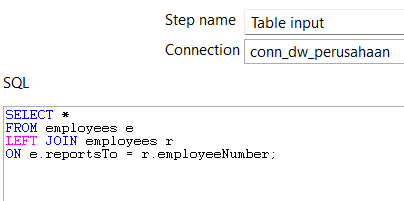 Step name Table input
Connection conn_dw_perusahaan
SQL
SELECT *
FROM employees e
LEFT JOIN employees r
ON e.reportsTo = r.employeeNumber;